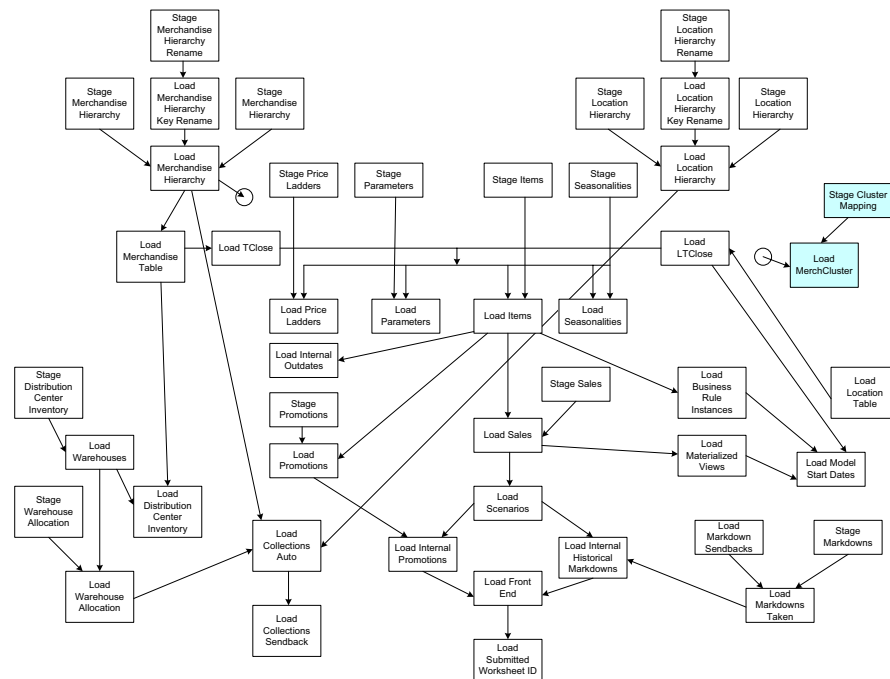 Stage
Merchandise
Hierarchy
Rename
Stage
Location
Hierarchy
Rename
Stage
Merchandise
Hierarchy
Load
Merchandise
Hierarchy
Key Rename
Stage
Merchandise
Hierarchy
Stage
Location
Hierarchy
Load
Location
Hierarchy
Key Rename
Stage
Location
Hierarchy
Load
Merchandise
Hierarchy
Stage Price
Ladders
Stage
Parameters
Stage Items
Stage
Seasonalities
Load
Location
Hierarchy
Stage Cluster
Mapping
Load
Merchandise
Table
Load TClose
Load
LTClose
Load
MerchCluster
Load Price
Ladders
Load
Parameters
Load Items
Load
Seasonalities
Load Internal
Outdates
Stage
Distribution
Center
Inventory
Stage
Promotions
Stage Sales
Load
Business
Rule
Instances
Load
Location
Table
Load
Warehouses
Load
Promotions
Load Sales
Load
Materialized
Views
Load Model
Start Dates
Stage
Warehouse
Allocation
Load
Distribution
Center
Inventory
Load
Scenarios
Load
Collections
Auto
Load Internal
Promotions
Load Internal
Historical
Markdowns
Load
Markdown
Sendbacks
Stage
Markdowns
Load
Warehouse
Allocation
Load Front
End
Load
Markdowns
Taken
Load
Collections
Sendback
Load
Submitted
Worksheet ID